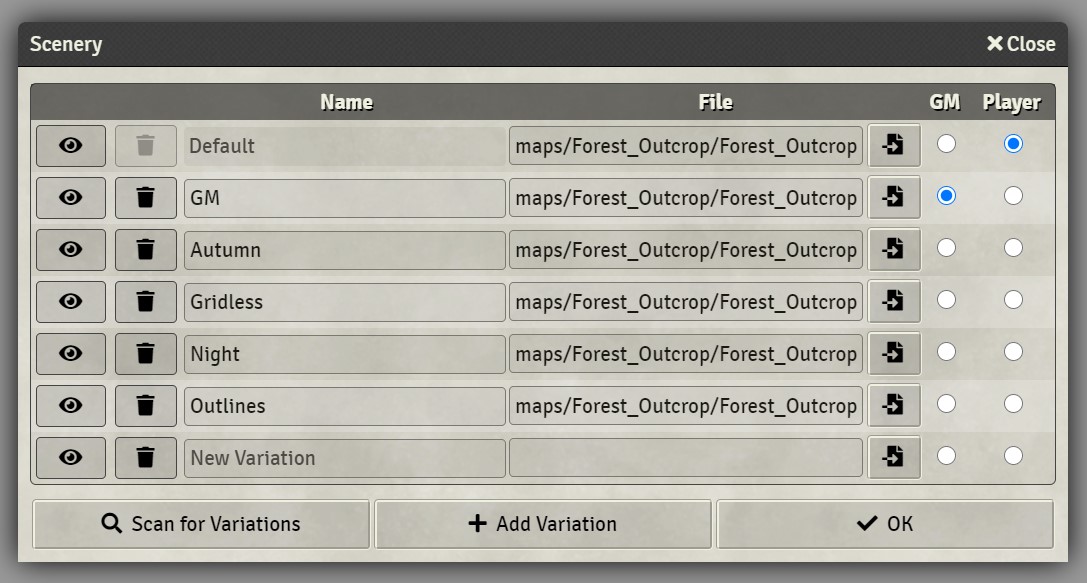 Scenery Close
Name File GM Player
Default maps/Forest_Outcrop/Forest_Outcrop
GM maps/Forest_Outcrop/Forest_Outcrop
Autumn maps/Forest_Outcrop/Forest_Outcrop
Gridless maps/Forest_Outcrop/Forest_Outcrop
Night maps/Forest_Outcrop/Forest_Outcrop
Outlines maps/Forest_Outcrop/Forest_Outcrop
New Variation
Scan for Variations Add Variation OK